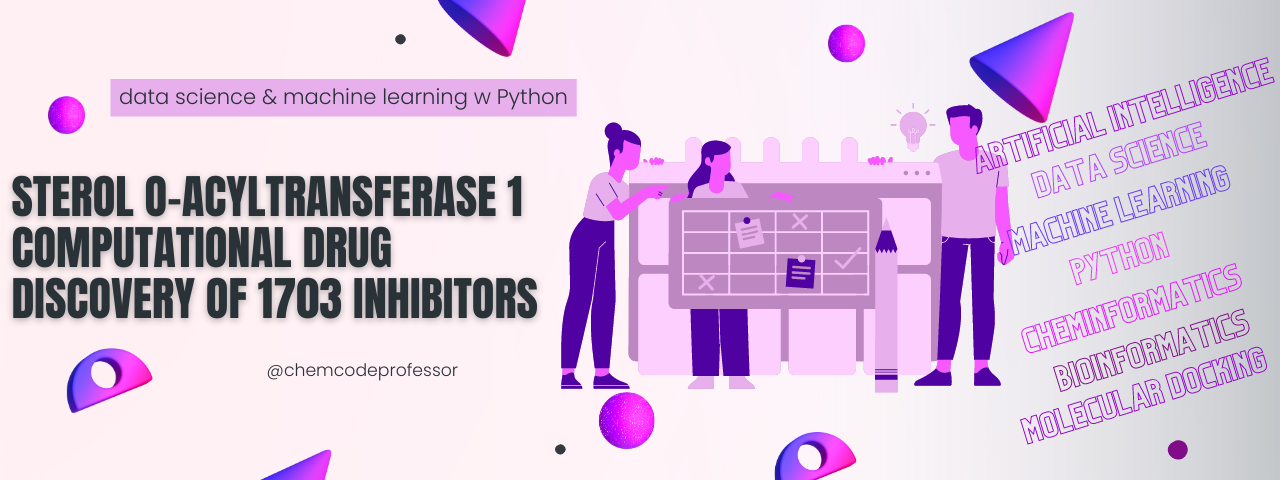 data science & machine learning w Python
STEROL O-ACYLTRANSFERASE 1
COMPUTATIONAL DRUG
DISCOVERY OF 1703 INHIBITORS
@chemcodeprofessor
ARTIFICIAL INTELLIGENCE
DATA SCIENCE
MACHINE LEARNING
PYTHON
CHEMINFORMATICS
BIOINFORMATICS
MOLECULAR DOCKING